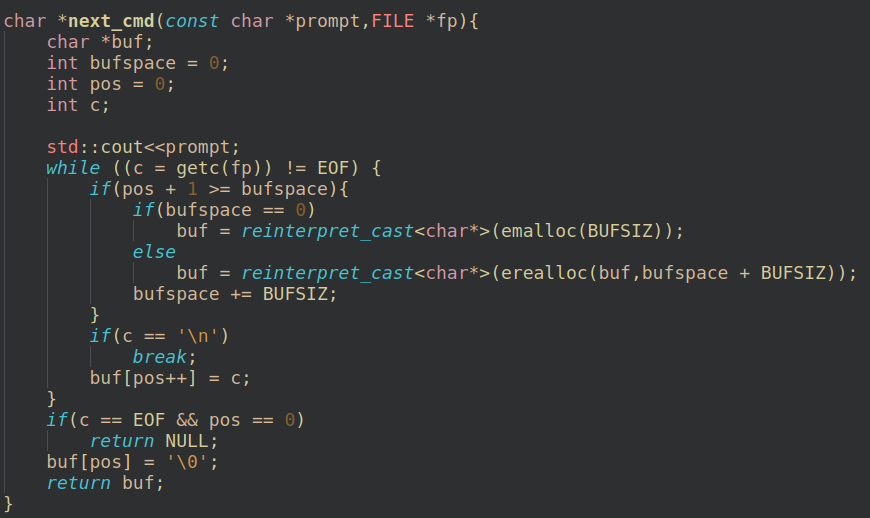 char *next_cmd(const char *prompt,FILE *fp){
    char *buf;
    int bufspace = 0;
    int pos = 0;
    int c;

    std::cout<<prompt;
    while ((c = getc(fp)) != EOF) {
        if(pos + 1 >= bufspace){
            if(bufspace == 0)
                buf = reinterpret_cast<char*>(emalloc(BUFSIZ));
            else
                buf = reinterpret_cast<char*>(erealloc(buf,bufspace + BUFSIZ));
            bufspace += BUFSIZ;
        }
        if(c == '\n')
            break;
        buf[pos++] = c;
    }
    if(c == EOF && pos == 0)
        return NULL;
    buf[pos] = '\0';
    return buf;
}